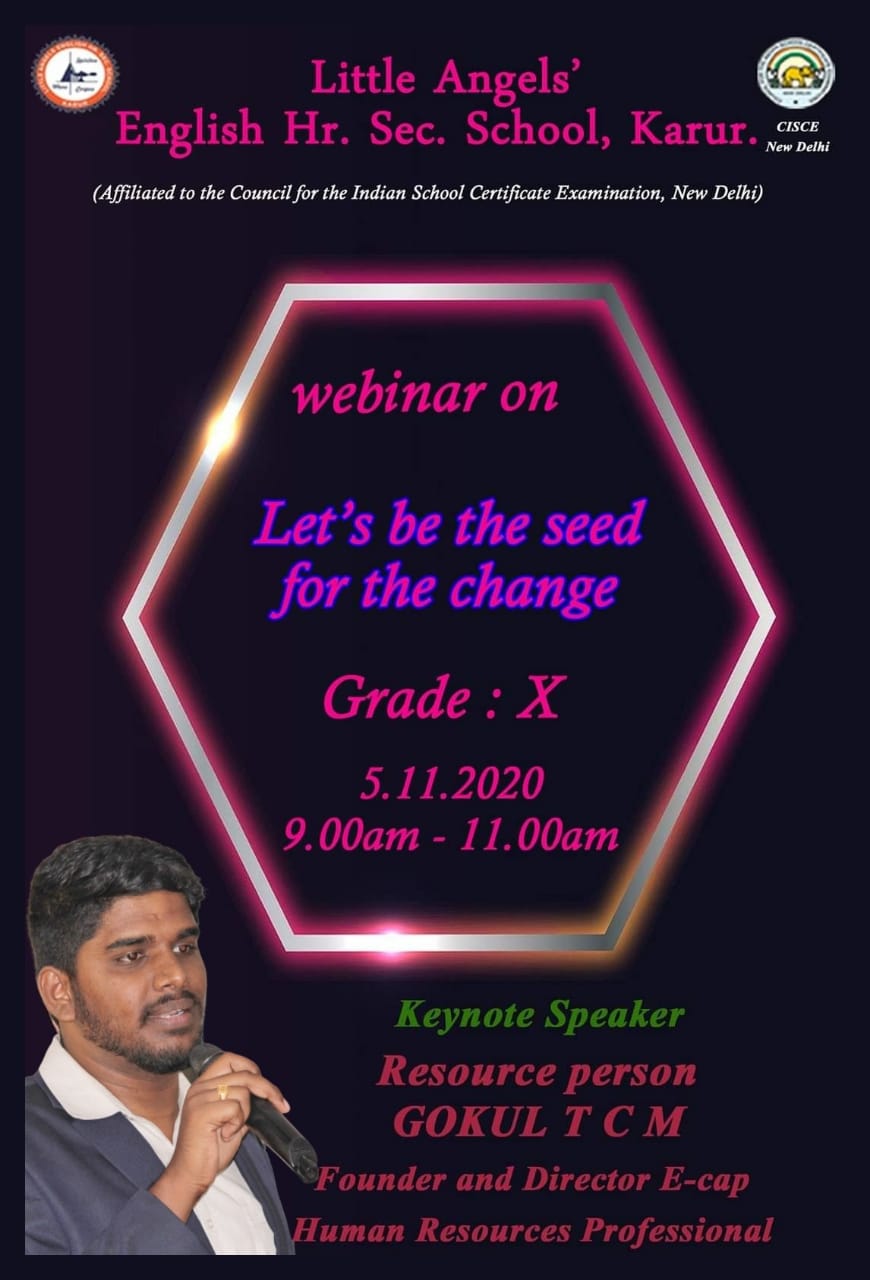 Little Angels’
English Hr. Sec. School, Karur.
CISCE
New Delhi
(Affiliated to the Council for the Indian School Certificate Examination, New Delhi)
webinar on
Let’s be the seed
for the change
Grade : X
5.11.2020
9.00am - 11.00am
Keynote Speaker
Resource person
GOKUL T C M
Founder and Director E-cap
Human Resources Professional